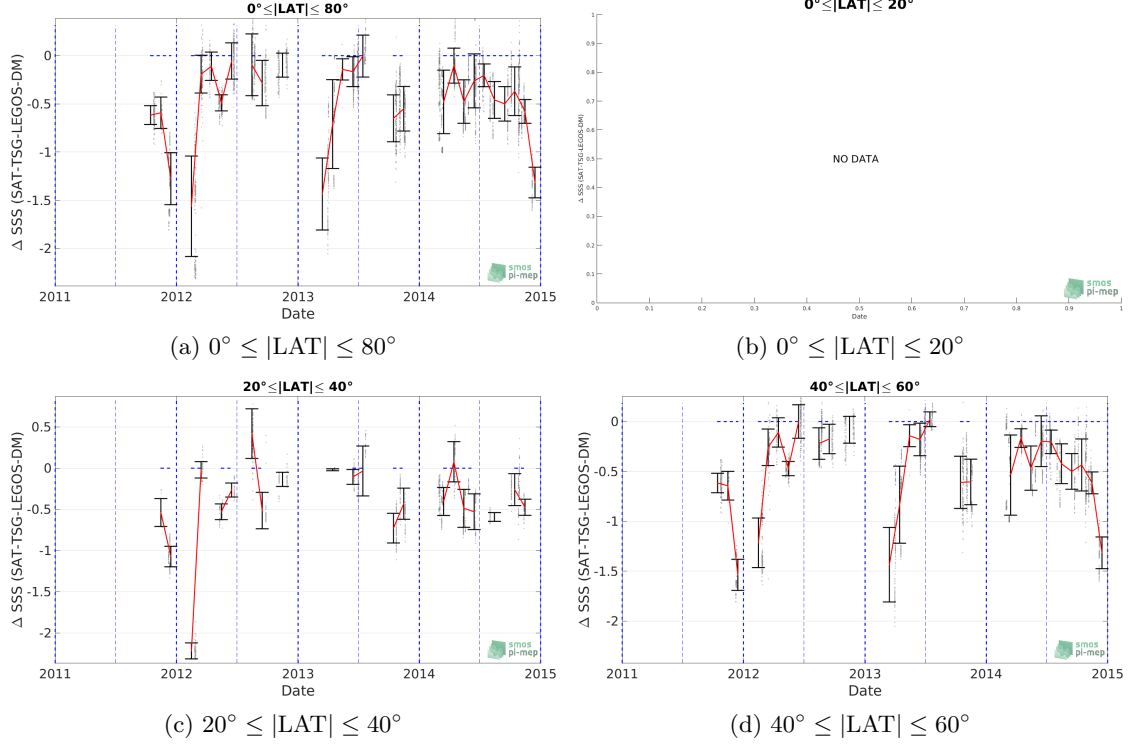 0°≤|LAT|≤ 80°
Δ SSS (SAT-TSG-LEGOS-DM)
0
-0.5
-1
-1.5
-2
2011 2012 2013 2014 2015
Date
smos
pi-mep
(a) 0° ≤ |LAT| ≤ 80°
0°≤|LAT|≤ 20°
Δ SSS (SAT-TSG-LEGOS-DM)
1
0.9
0.8
0.7
0.6
0.5
0.4
0.3
0.2
0.1
0
NO DATA
0 0.1 0.2 0.3 0.4 0.5 0.6 0.7 0.8 0.9 1
Date
smos
pi-mep
(b) 0° ≤ |LAT| ≤ 20°
20°≤|LAT|≤ 40°
Δ SSS (SAT-TSG-LEGOS-DM)
0.5
0
-0.5
-1
-1.5
-2
2011 2012 2013 2014 2015
Date
smos
pi-mep
(c) 20° ≤ |LAT| ≤ 40°
40°≤|LAT|≤ 60°
Δ SSS (SAT-TSG-LEGOS-DM)
0
-0.5
-1
-1.5
-2
2011 2012 2013 2014 2015
Date
smos
pi-mep
(d) 40° ≤ |LAT| ≤ 60°